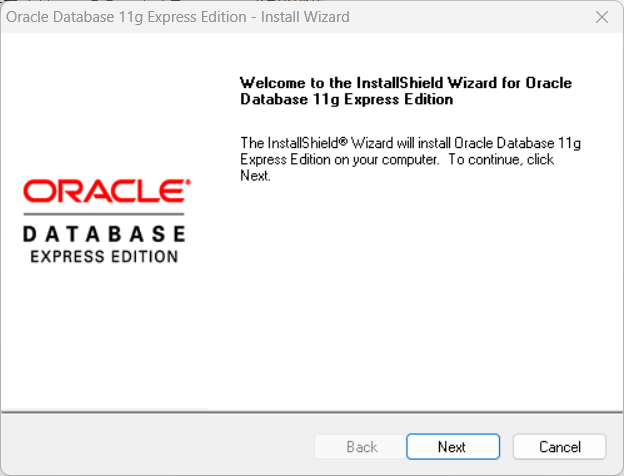 Oracle Database 11g Express Edition - Install Wizard
Welcome to the InstallShield Wizard for Oracle
Database 11g Express Edition
The InstallShield® Wizard will install Oracle Database 11g
Express Edition on your computer.  To continue, click
Next.
ORACLE®
DATABASE
EXPRESS EDITION
Back
Next
Cancel